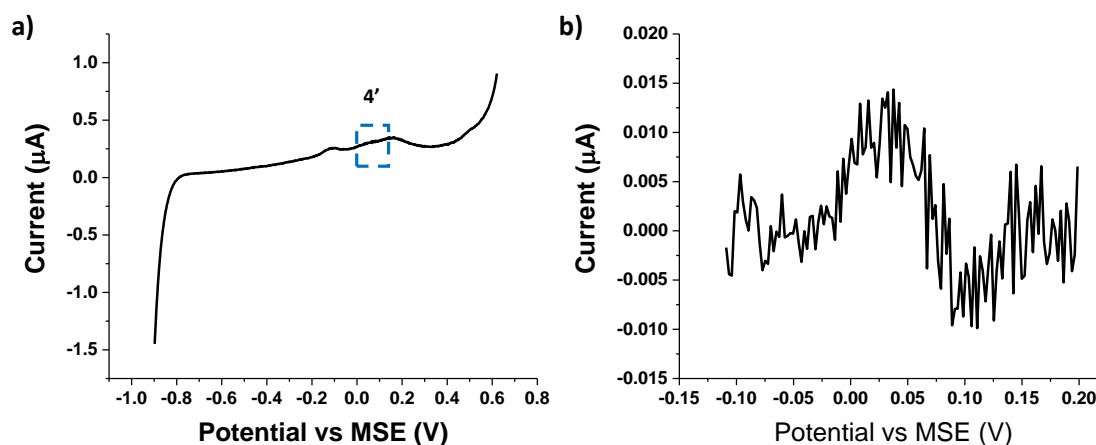 a)
1.0
0.5
0.0
-0.5
-1.0
-1.5
Current (µA)
4’
-1.0 -0.8 -0.6 -0.4 -0.2 0.0 0.2 0.4 0.6 0.8
Potential vs MSE (V)
b)
0.020
0.015
0.010
0.005
0.000
-0.005
-0.010
-0.015
Current (µA)
-0.15 -0.10 -0.05 0.00 0.05 0.10 0.15 0.20
Potential vs MSE (V)